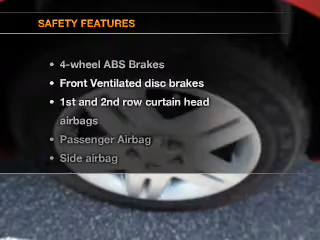 SAFETY FEATURES
• 4-wheel ABS Brakes
• Front Ventilated disc brakes
• 1st and 2nd row curtain head
airbags
• Passenger Airbag
• Side airbag